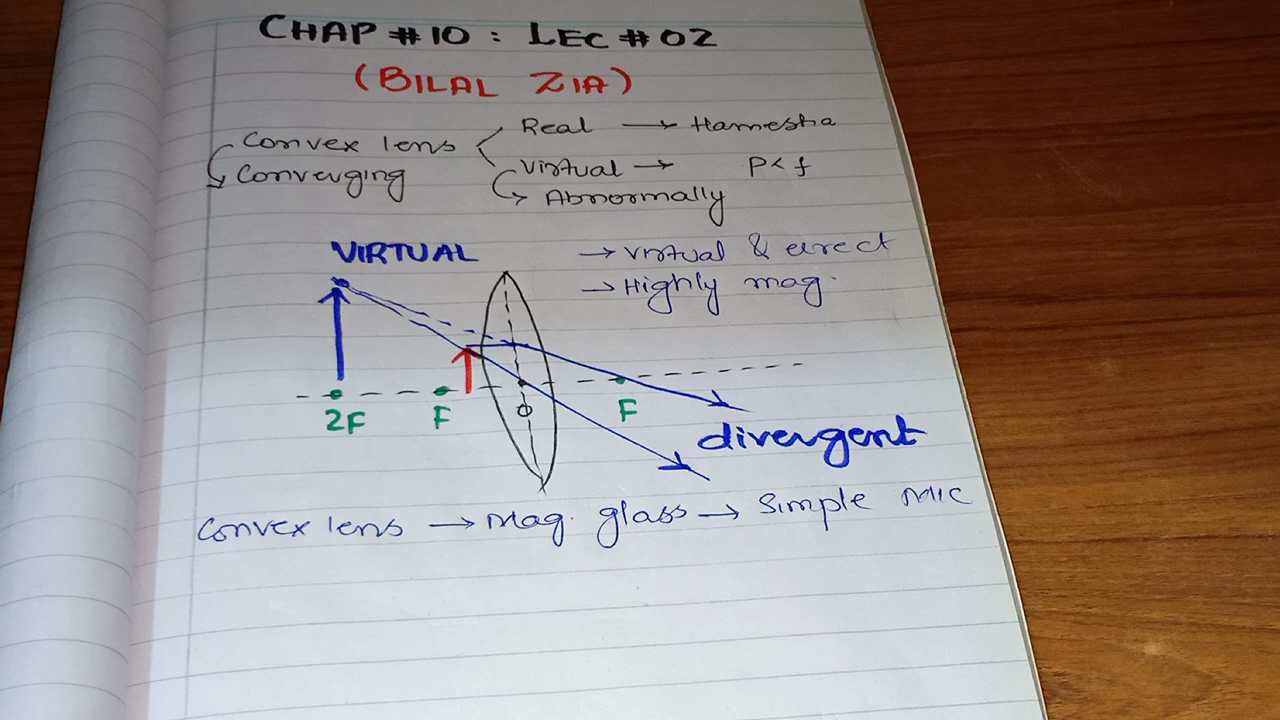 CHAP #10 : LEC #02
(BILAL ZIA)
Convex lens
Converging
Real → Hamesha
Virtual → P < f
Abnormally
VIRTUAL
→ Virtual & erect
→ Highly mag.
2F
F
O
F
divergent
Convex lens → Mag. glass → Simple mic